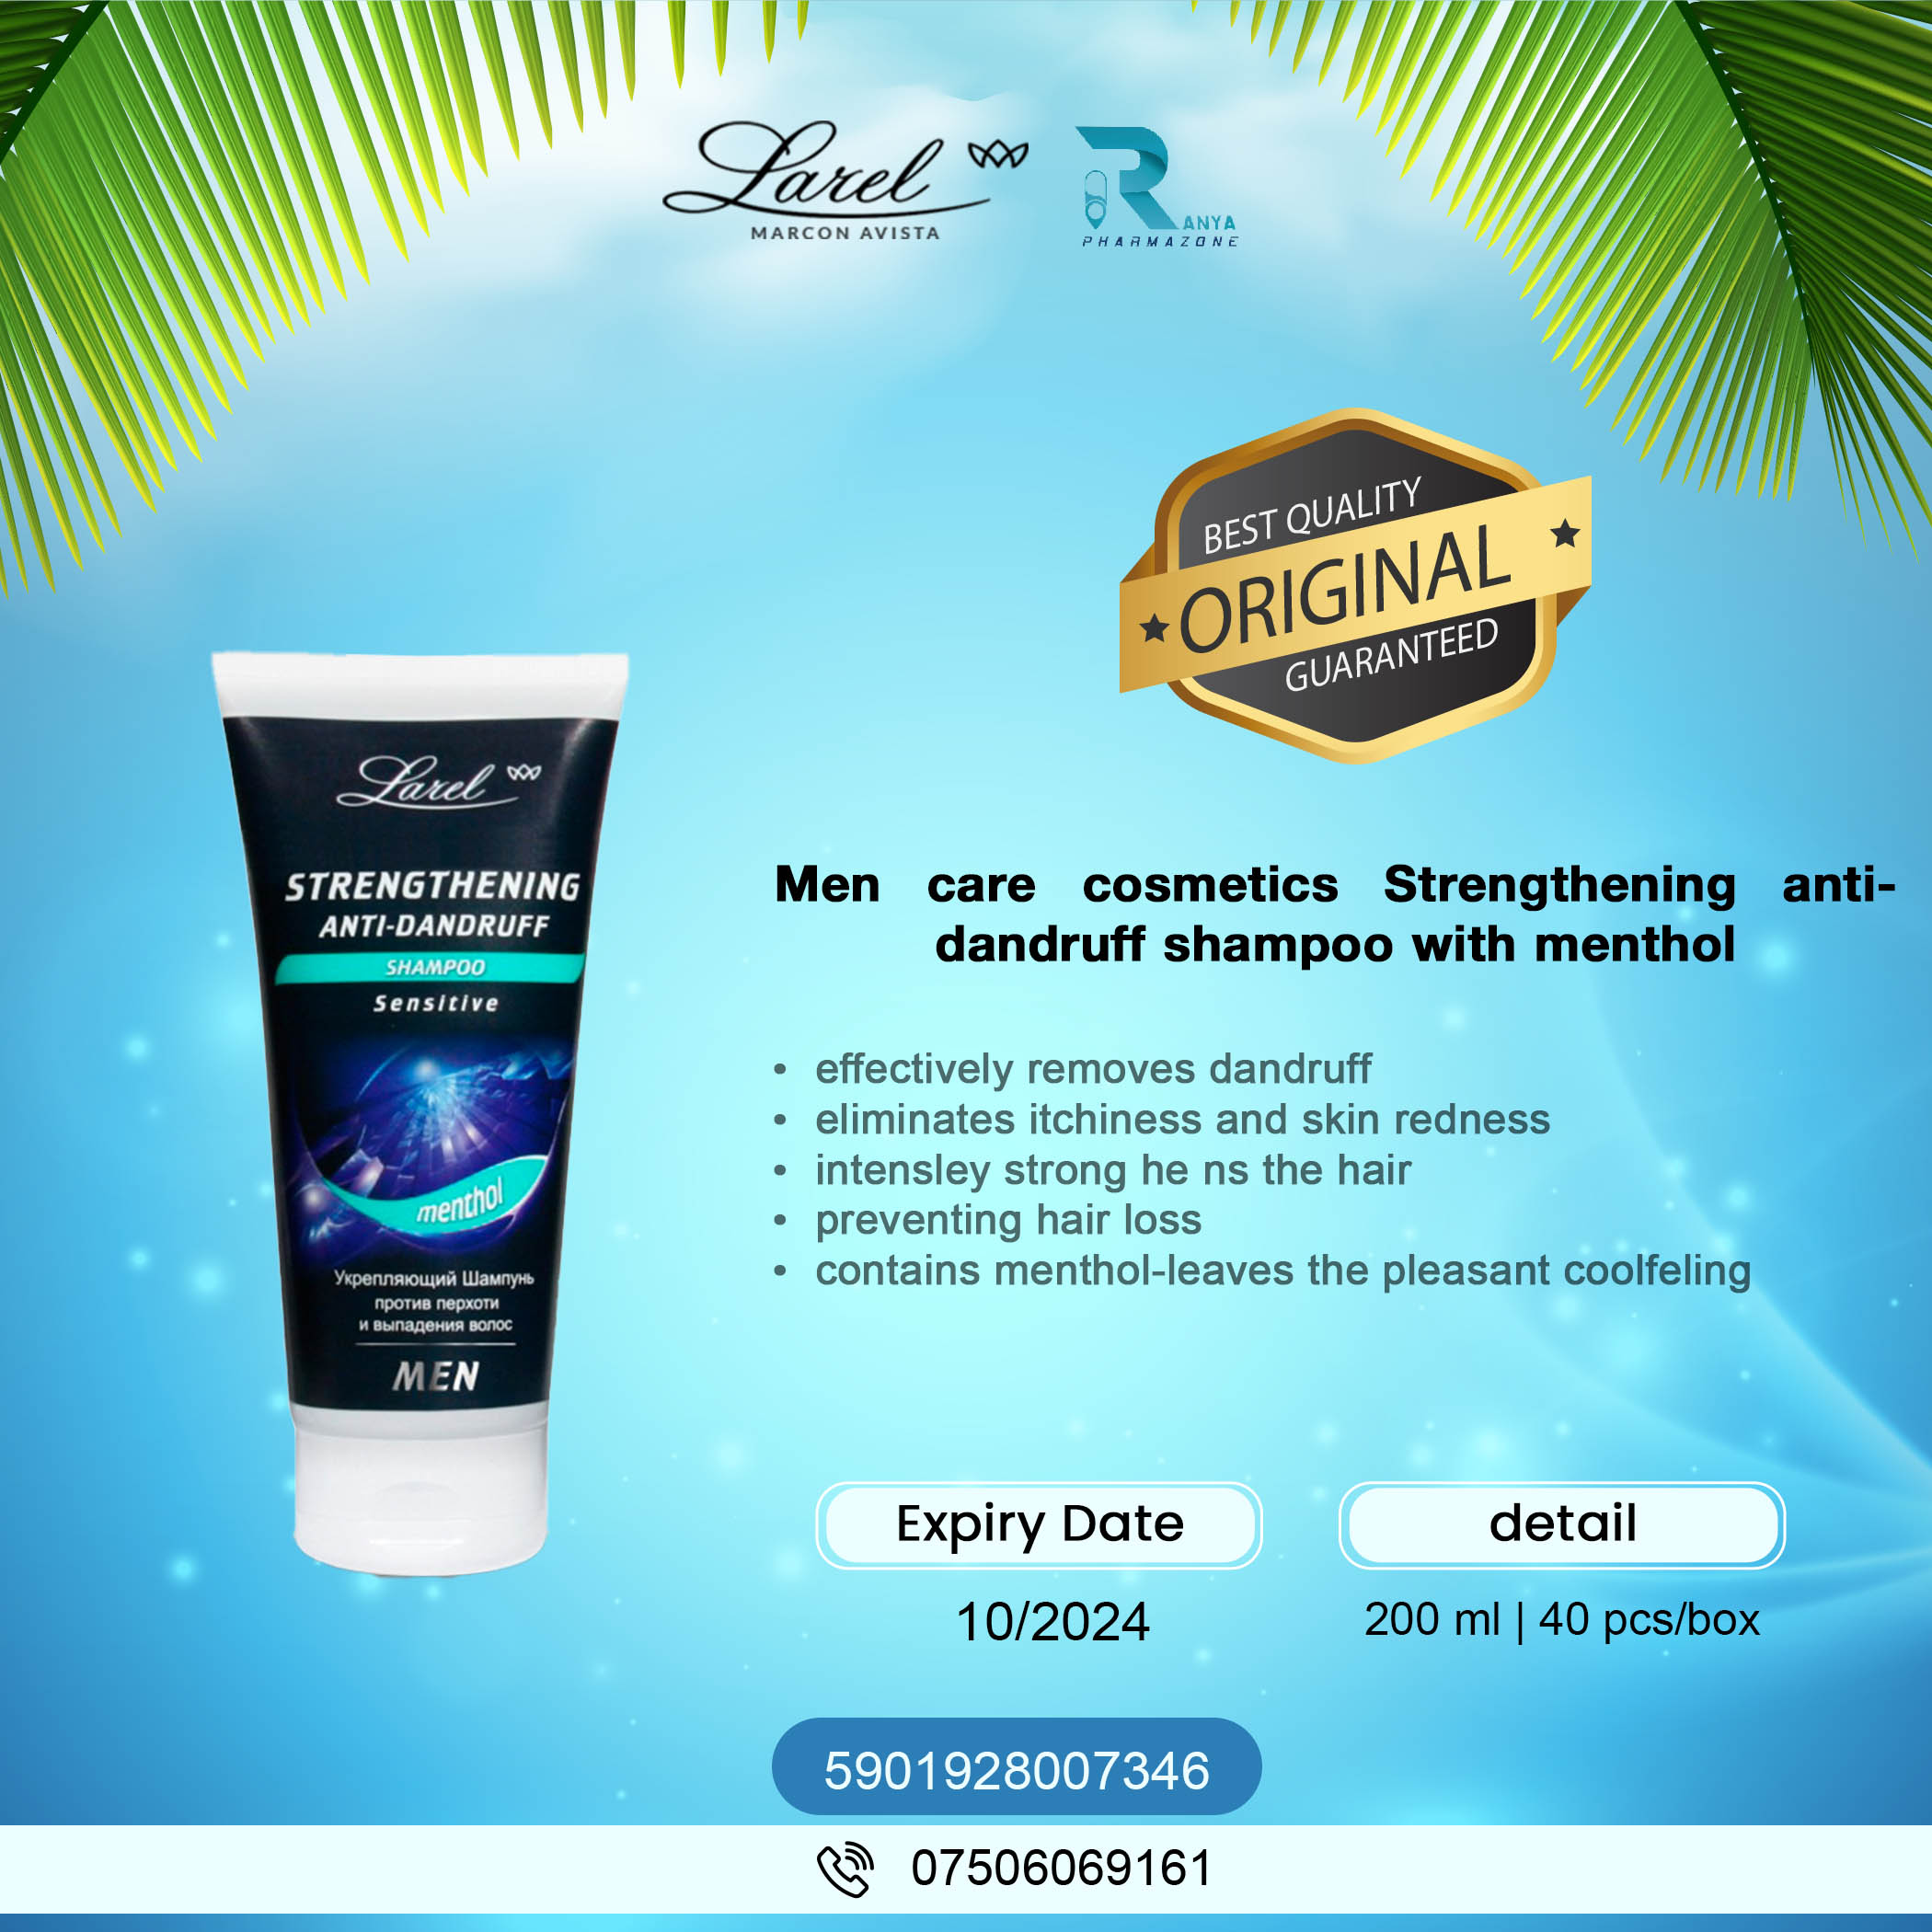 Larel
MARCON AVISTA
RANYA
PHARMAZONE
BEST QUALITY
ORIGINAL
GUARANTEED
Larel
STRENGTHENING
ANTI-DANDRUFF
SHAMPOO
Sensitive
menthol
Укрепляющий Шампунь
против перхоти
и выпадения волос
MEN
Men care cosmetics Strengthening anti-
dandruff shampoo with menthol
• effectively removes dandruff
• eliminates itchiness and skin redness
• intensley strong he ns the hair
• preventing hair loss
• contains menthol-leaves the pleasant coolfeling
Expiry Date
10/2024
detail
200 ml | 40 pcs/box
5901928007346
07506069161